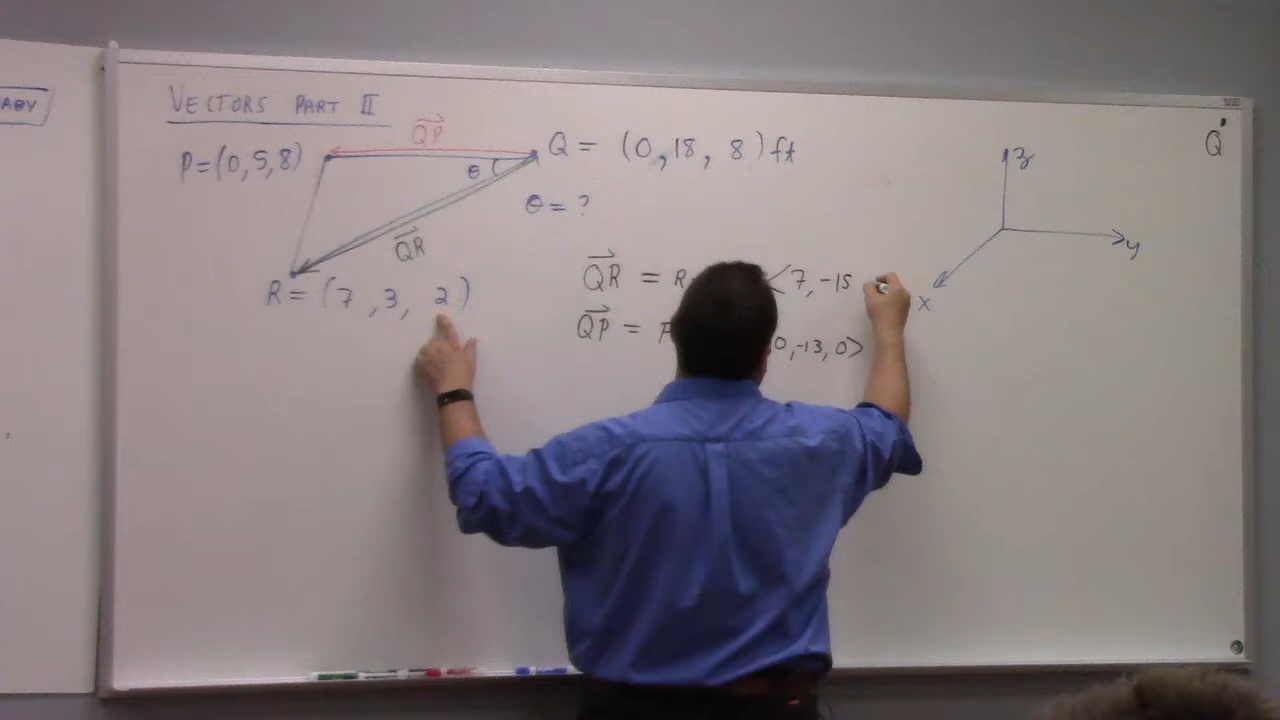 VECTORS PART II
QP
P=(0,5,8)
Q = (0,18, 8) ft
θ
θ = ?
QR
R = (7, 3, 2)
QR = R <7, -15
QP = P 0, -13, 0>
z
y
x
Q